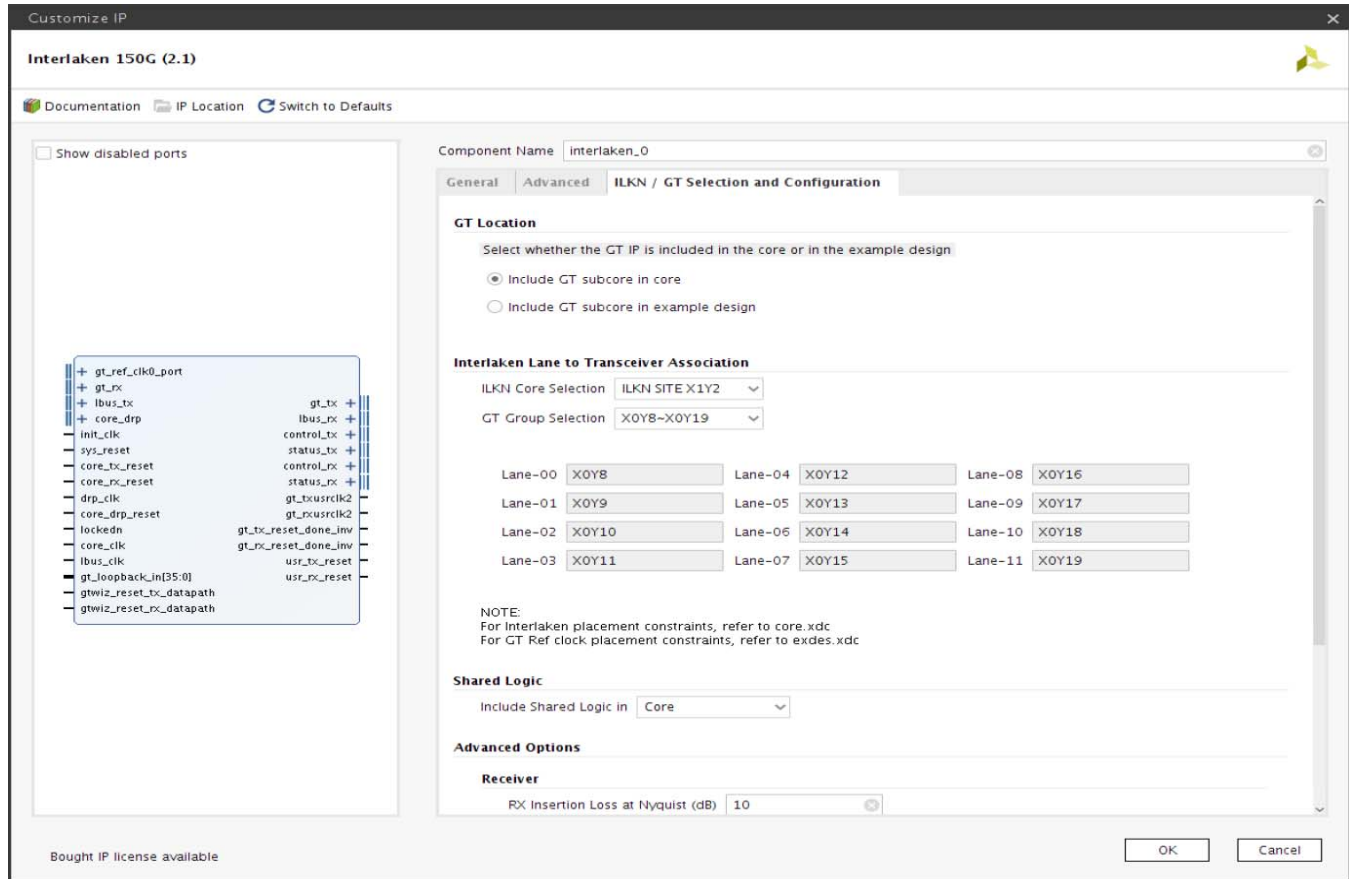 Customize IP
Interlaken 150G (2.1)
Documentation IP Location Switch to Defaults
Show disabled ports
gt_ref_clk0_port
gt_rx
lbus_tx
core_drp
init_clk
sys_reset
core_tx_reset
core_rx_reset
drp_clk
core_drp_reset
lockedn
core_clk
lbus_clk
gt_loopback_in[35:0]
gtwiz_reset_tx_datapath
gtwiz_reset_rx_datapath
gt_tx
lbus_rx
control_tx
status_tx
control_rx
status_rx
gt_txusrclk2
gt_rxusrclk2
gt_tx_reset_done_inv
gt_rx_reset_done_inv
usr_tx_reset
usr_rx_reset
Component Name interlaken_0
General Advanced ILKN / GT Selection and Configuration
GT Location
Select whether the GT IP is included in the core or in the example design
Include GT subcore in core
Include GT subcore in example design
Interlaken Lane to Transceiver Association
ILKN Core Selection ILKN SITE X1Y2
GT Group Selection X0Y8~X0Y19
Lane-00 X0Y8 Lane-04 X0Y12 Lane-08 X0Y16
Lane-01 X0Y9 Lane-05 X0Y13 Lane-09 X0Y17
Lane-02 X0Y10 Lane-06 X0Y14 Lane-10 X0Y18
Lane-03 X0Y11 Lane-07 X0Y15 Lane-11 X0Y19
NOTE:
For Interlaken placement constraints, refer to core.xdc
For GT Ref clock placement constraints, refer to exdes.xdc
Shared Logic
Include Shared Logic in Core
Advanced Options
Receiver
RX Insertion Loss at Nyquist (dB) 10
Bought IP license available
OK Cancel